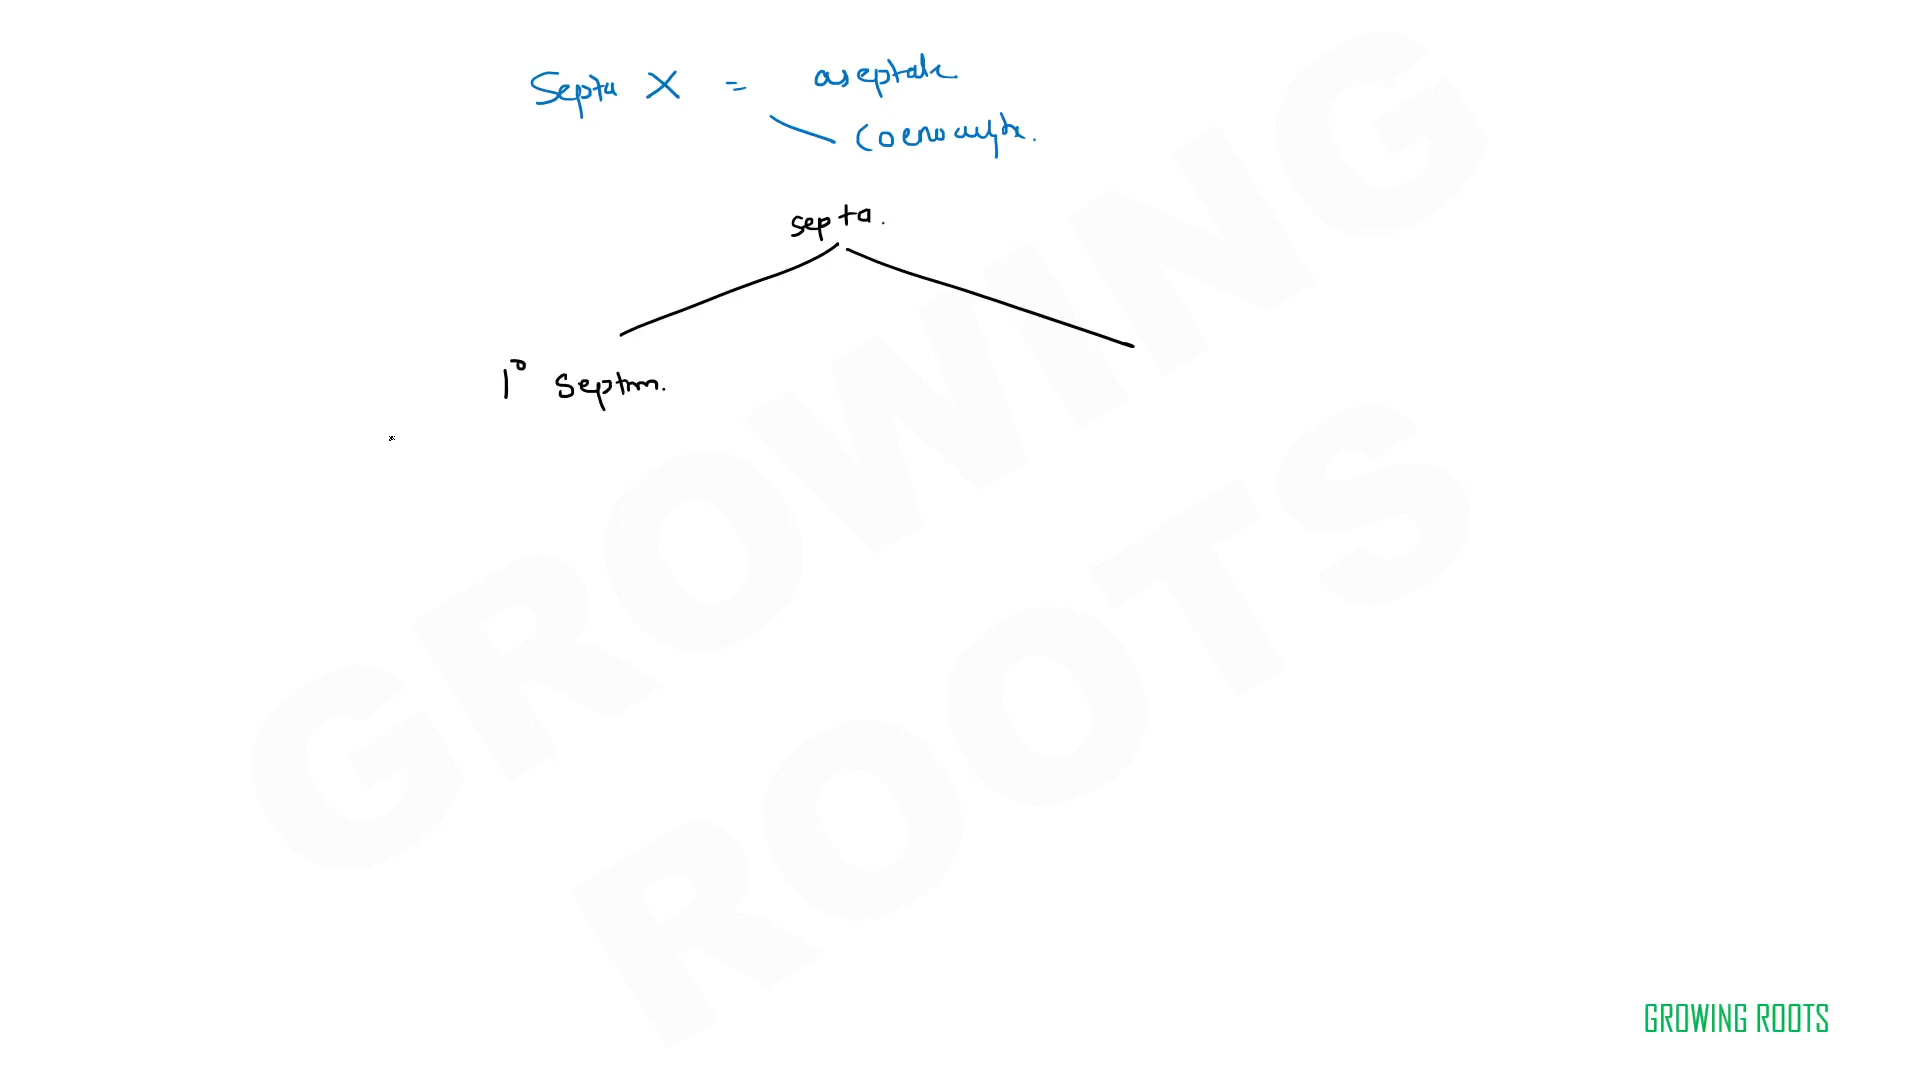 Septa X = aseptate
Coenocytic.
septa.
1° Septum.
GROWING
ROOTS
GROWING ROOTS